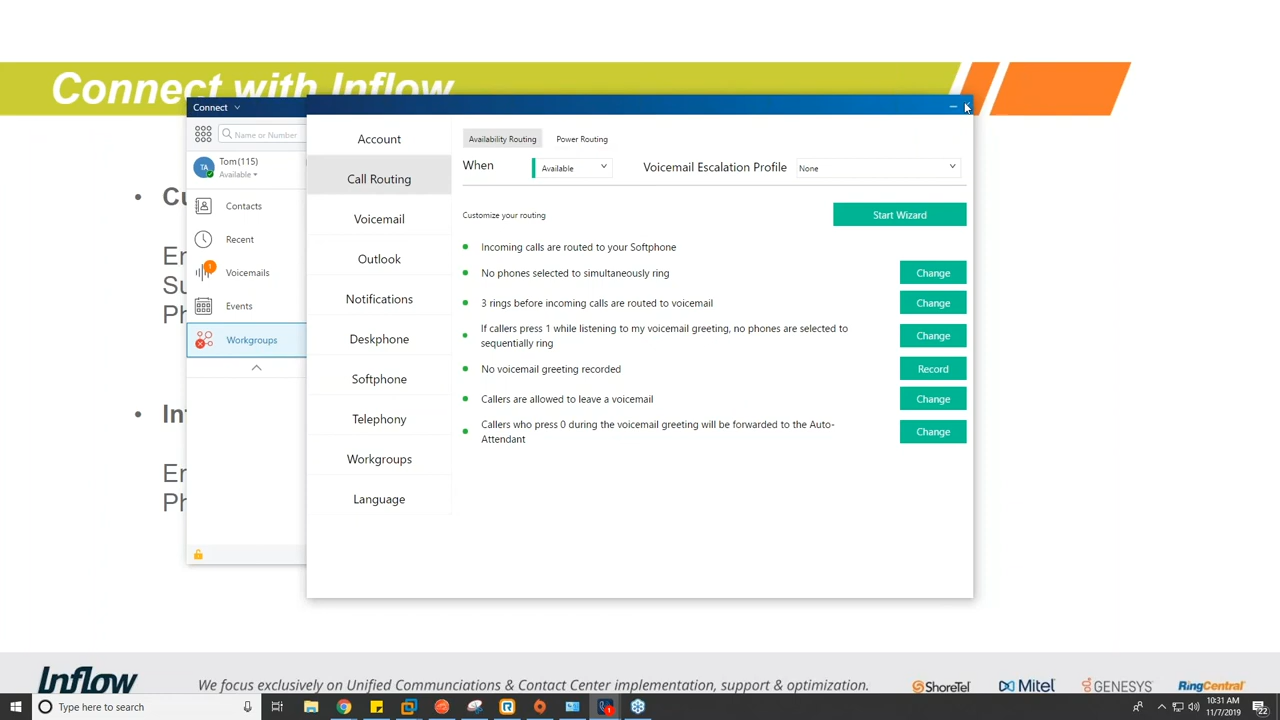 Connect with Inflow
Connect
Name or Number
TA
Tom(115)
Available
Contacts
Recent
Voicemails
Events
Workgroups
Account
Call Routing
Voicemail
Outlook
Notifications
Deskphone
Softphone
Telephony
Workgroups
Language
Availability Routing Power Routing
When Available Voicemail Escalation Profile None
Customize your routing Start Wizard
Incoming calls are routed to your Softphone
No phones selected to simultaneously ring Change
3 rings before incoming calls are routed to voicemail Change
If callers press 1 while listening to my voicemail greeting, no phones are selected to
sequentially ring Change
No voicemail greeting recorded Record
Callers are allowed to leave a voicemail Change
Callers who press 0 during the voicemail greeting will be forwarded to the Auto-
Attendant Change
Inflow
We focus exclusively on Unified Communciations & Contact Center implementation, support & optimization.
ShoreTel Mitel GENESYS RingCentral
Type here to search
10:31 AM
11/7/2019
22